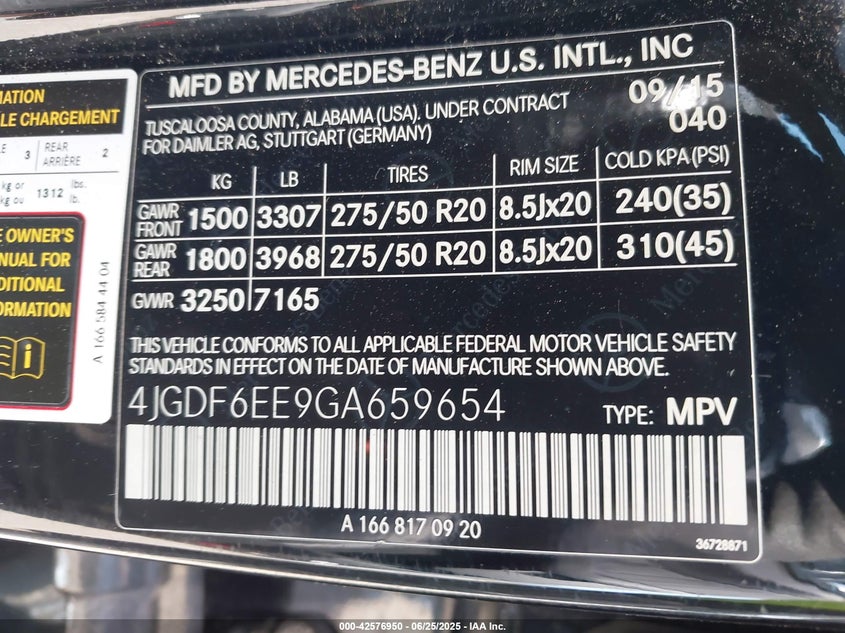 MATION
LE CHARGEMENT
3 REAR ARRIÈRE 2
kg or
kg ou 1312 lbs. lb.
E OWNER'S
NUAL FOR
DITIONAL
FORMATION
A 166 584 44 04
MFD BY MERCEDES-BENZ U.S. INTL., INC
TUSCALOOSA COUNTY, ALABAMA (USA). UNDER CONTRACT 09/15
FOR DAIMLER AG, STUTTGART (GERMANY) 040
KG LB TIRES RIM SIZE COLD KPA (PSI)
GAWR FRONT 1500 3307 275/50 R20 8.5Jx20 240(35)
GAWR REAR 1800 3968 275/50 R20 8.5Jx20 310(45)
GVWR 3250 7165
THIS VEHICLE CONFORMS TO ALL APPLICABLE FEDERAL MOTOR VEHICLE SAFETY
STANDARDS IN EFFECT ON THE DATE OF MANUFACTURE SHOWN ABOVE.
4JGDF6EE9GA659654 TYPE: MPV
A 166 817 09 20
36728871
000-42576950 - 06/25/2025 - IAA Inc.